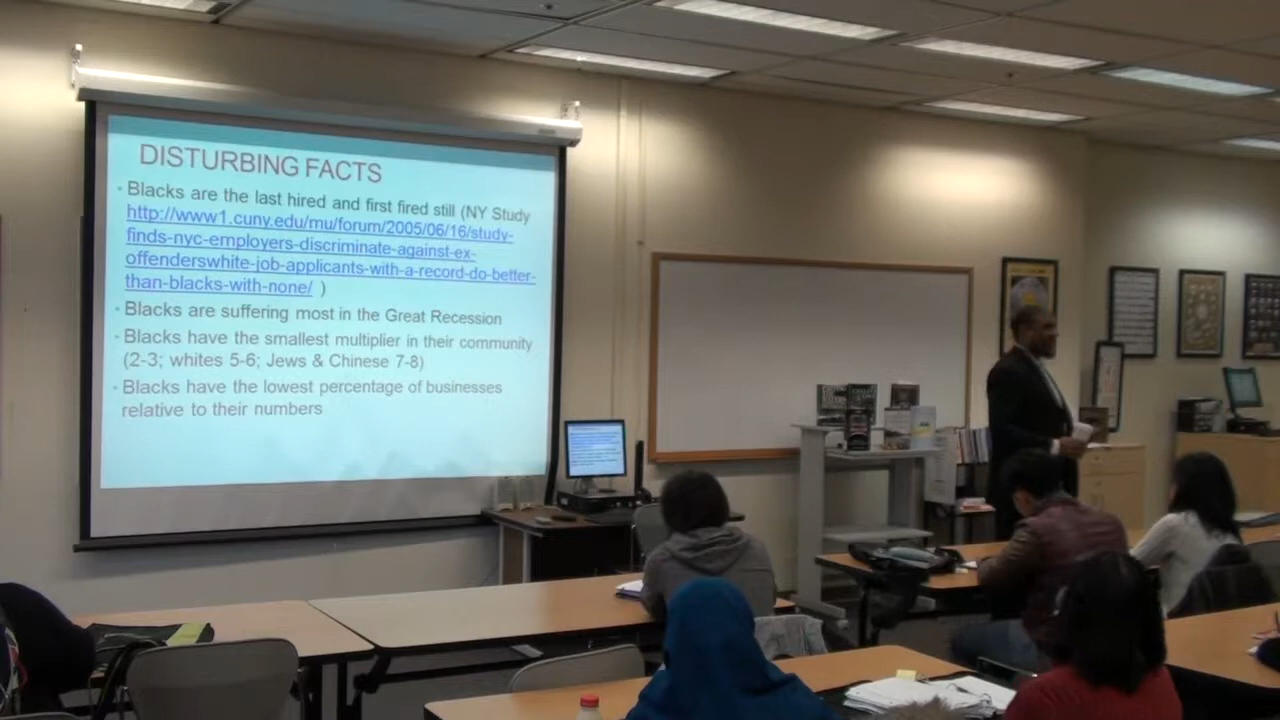 DISTURBING FACTS
Blacks are the last hired and first fired still (NY Study
http://www1.cuny.edu/mu/forum/2005/06/16/study-
finds-nyc-employers-discriminate-against-ex-
offenderswhite-job-applicants-with-a-record-do-better-
than-blacks-with-none/ )
Blacks are suffering most in the Great Recession
Blacks have the smallest multiplier in their community
(2-3; whites 5-6; Jews & Chinese 7-8)
Blacks have the lowest percentage of businesses
relative to their numbers